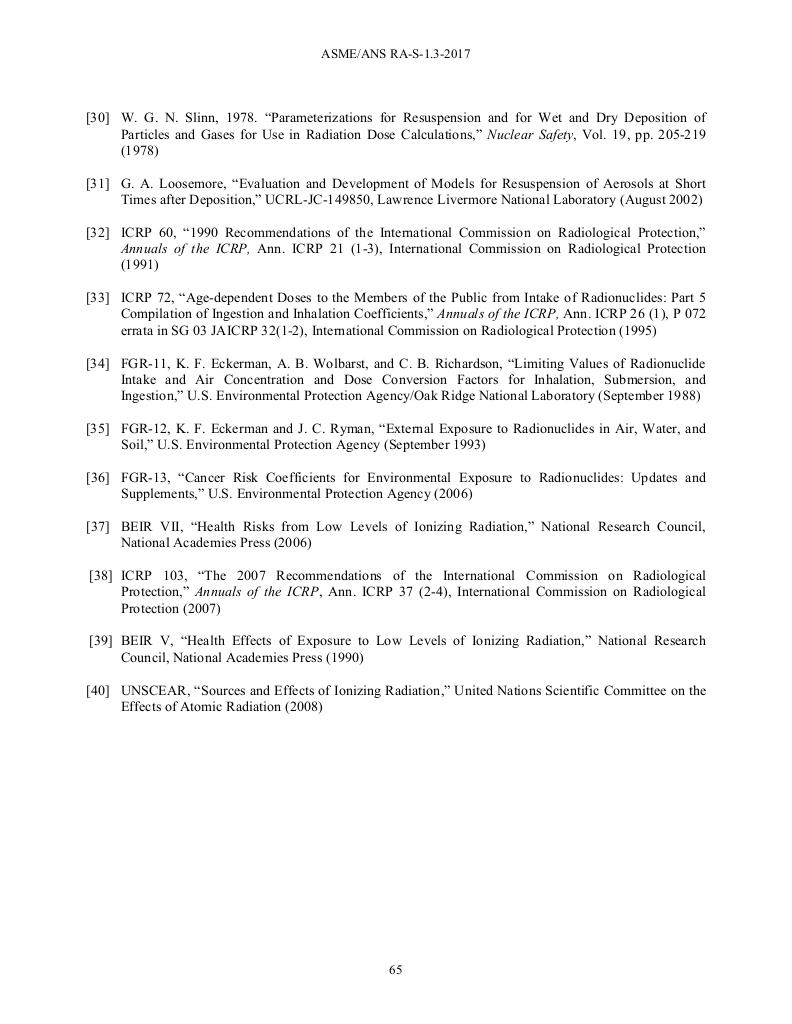 ASME/ANS RA-S-1.3-2017
[30] W. G. N. Slinn, 1978. “Parameterizations for Resuspension and for Wet and Dry Deposition of
Particles and Gases for Use in Radiation Dose Calculations,” Nuclear Safety, Vol. 19, pp. 205-219
(1978)
[31] G. A. Loosemore, “Evaluation and Development of Models for Resuspension of Aerosols at Short
Times after Deposition,” UCRL-JC-149850, Lawrence Livermore National Laboratory (August 2002)
[32] ICRP 60, “1990 Recommendations of the International Commission on Radiological Protection,”
Annuals of the ICRP, Ann. ICRP 21 (1-3), International Commission on Radiological Protection
(1991)
[33] ICRP 72, “Age-dependent Doses to the Members of the Public from Intake of Radionuclides: Part 5
Compilation of Ingestion and Inhalation Coefficients,” Annuals of the ICRP, Ann. ICRP 26 (1), P 072
errata in SG 03 JAICRP 32(1-2), International Commission on Radiological Protection (1995)
[34] FGR-11, K. F. Eckerman, A. B. Wolbarst, and C. B. Richardson, “Limiting Values of Radionuclide
Intake and Air Concentration and Dose Conversion Factors for Inhalation, Submersion, and
Ingestion,” U.S. Environmental Protection Agency/Oak Ridge National Laboratory (September 1988)
[35] FGR-12, K. F. Eckerman and J. C. Ryman, “External Exposure to Radionuclides in Air, Water, and
Soil,” U.S. Environmental Protection Agency (September 1993)
[36] FGR-13, “Cancer Risk Coefficients for Environmental Exposure to Radionuclides: Updates and
Supplements,” U.S. Environmental Protection Agency (2006)
[37] BEIR VII, “Health Risks from Low Levels of Ionizing Radiation,” National Research Council,
National Academies Press (2006)
[38] ICRP 103, “The 2007 Recommendations of the International Commission on Radiological
Protection,” Annuals of the ICRP, Ann. ICRP 37 (2-4), International Commission on Radiological
Protection (2007)
[39] BEIR V, “Health Effects of Exposure to Low Levels of Ionizing Radiation,” National Research
Council, National Academies Press (1990)
[40] UNSCEAR, “Sources and Effects of Ionizing Radiation,” United Nations Scientific Committee on the
Effects of Atomic Radiation (2008)
65